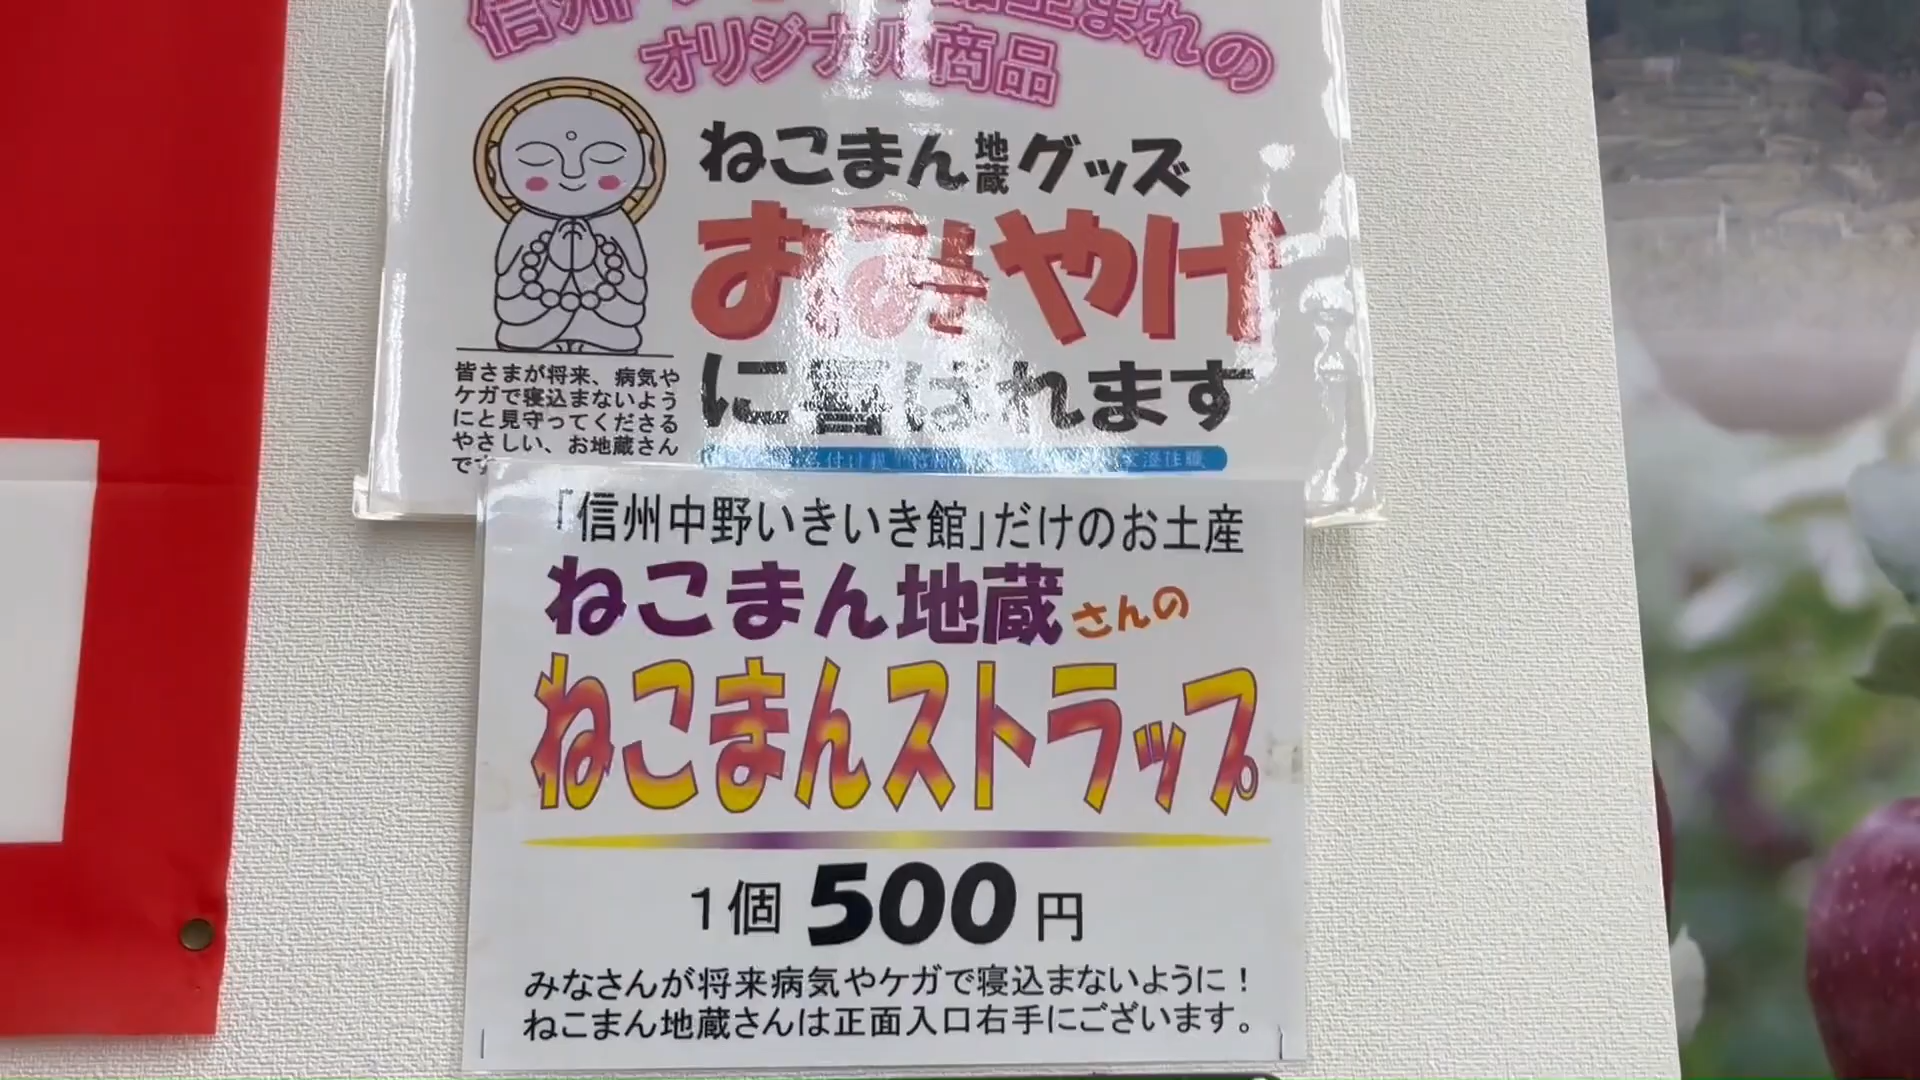 信州
生まれの
オリジナル商品
ねこまん地蔵グッズ
おみやげ
に喜ばれます
皆さまが将来、病気や
ケガで寝込まないよう
にと見守ってくださる
やさしい、お地蔵さん
です
「信州中野いきいき館」だけのお土産
ねこまん地蔵さんの
ねこまんストラップ
1個 500 円
みなさんが将来病気やケガで寝込まないように!
ねこまん地蔵さんは正面入口右手にございます。